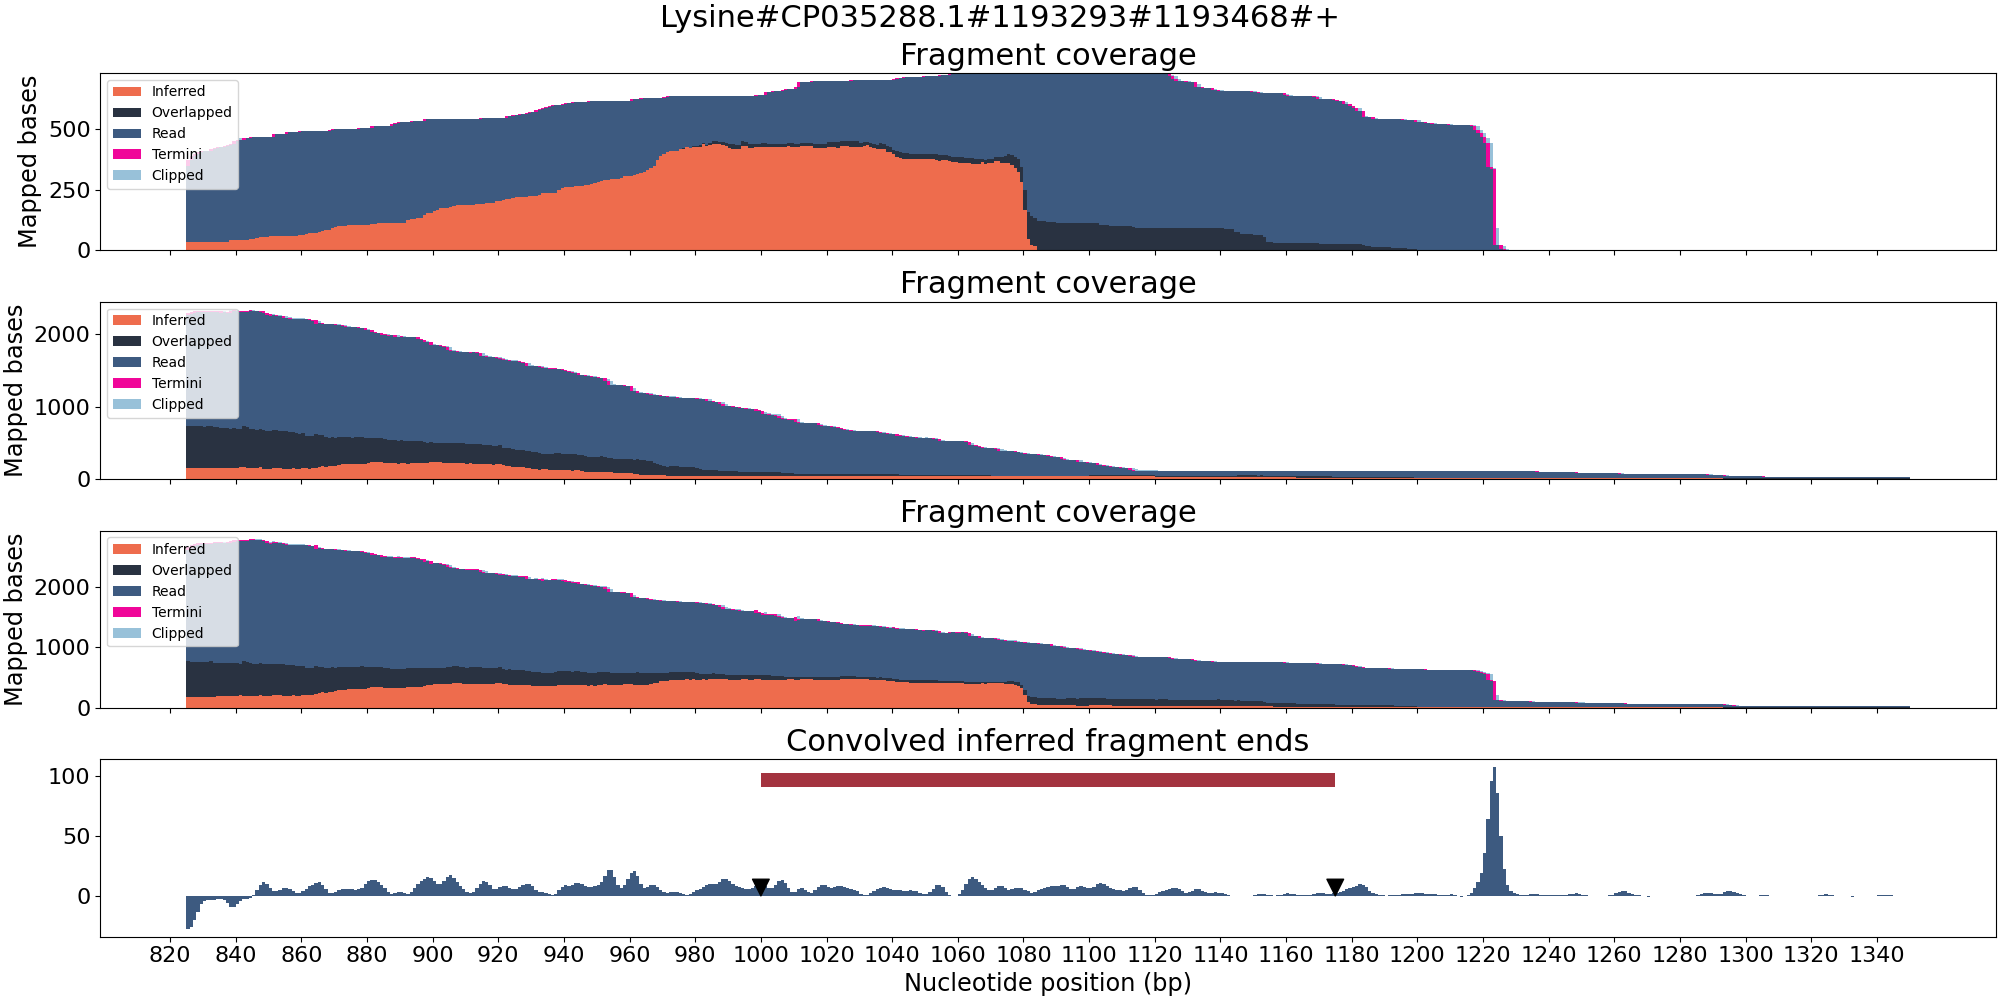 Lysine#CP035288.1#1193293#1193468#+
Fragment coverage
Mapped bases
500
250
0
Inferred
Overlapped
Read
Termini
Clipped
Fragment coverage
Mapped bases
2000
1000
0
Inferred
Overlapped
Read
Termini
Clipped
Fragment coverage
Mapped bases
2000
1000
0
Inferred
Overlapped
Read
Termini
Clipped
Convolved inferred fragment ends
100
50
0
820 840 860 880 900 920 940 960 980 1000 1020 1040 1060 1080 1100 1120 1140 1160 1180 1200 1220 1240 1260 1280 1300 1320 1340
Nucleotide position (bp)